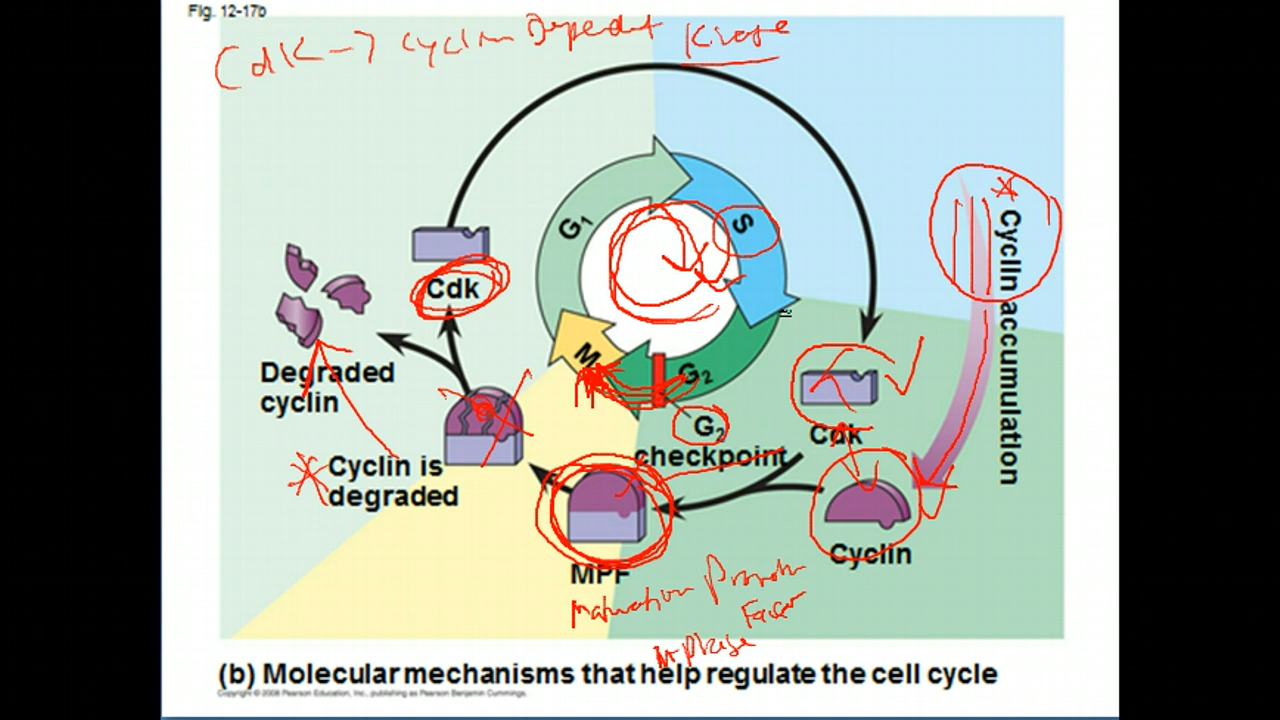 Fig. 12-17b
Cdk → Cyclin Dependent Kinase
G1
S
Cdk
M
G2
Degraded
cyclin
Cdk
G2
checkpoint
Cyclin accumulation
Cyclin is
degraded
Cyclin
MPF
Maturation Promoter
Factor
M phase
(b) Molecular mechanisms that help regulate the cell cycle
Copyright © 2008 Pearson Education, Inc., publishing as Pearson Benjamin Cummings.